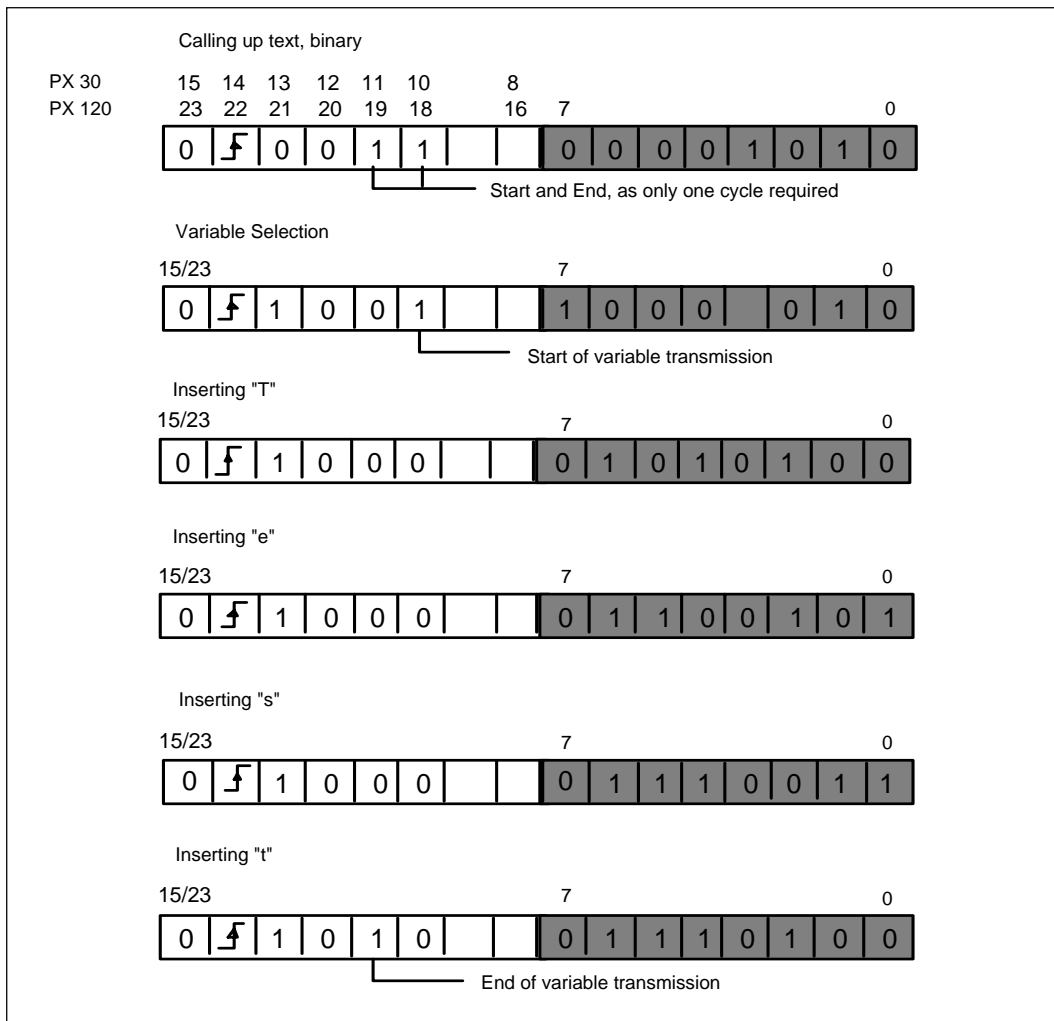 Calling up text, binary
PX 30 15 14 13 12 11 10 8
PX 120 23 22 21 20 19 18 16 7 0
0 0 0 1 1 0 0 0 0 1 0 1 0
Start and End, as only one cycle required
Variable Selection
15/23 7 0
0 1 0 0 1 1 0 0 0 0 1 0
Start of variable transmission
Inserting "T"
15/23 7 0
0 1 0 0 0 0 1 0 1 0 1 0 0
Inserting "e"
15/23 7 0
0 1 0 0 0 0 1 1 0 0 1 0 1
Inserting "s"
15/23 7 0
0 1 0 0 0 0 1 1 1 0 0 1 1
Inserting "t"
15/23 7 0
0 1 0 1 0 0 1 1 1 0 1 0 0
End of variable transmission